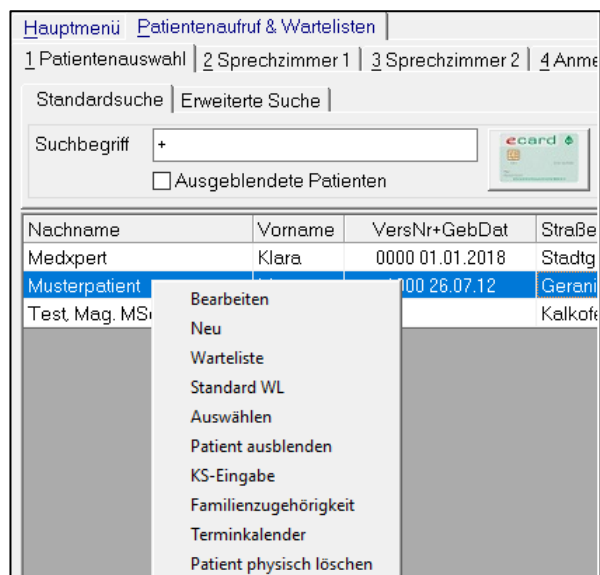 Hauptmenü Patientenaufruf & Wartelisten
1 Patientenauswahl 2 Sprechzimmer 1 3 Sprechzimmer 2 4 Anme
Standardsuche Erweiterte Suche
Suchbegriff +
ecard
Ausgeblendete Patienten
Nachname Vorname VersNr+GebDat Straße
Medxpert Klara 0000 01.01.2018 Stadtg
Musterpatient 000 26.07.12 Gerani
Test, Mag. MSc Kalkofe
Bearbeiten
Neu
Warteliste
Standard WL
Auswählen
Patient ausblenden
KS-Eingabe
Familienzugehörigkeit
Terminkalender
Patient physisch löschen